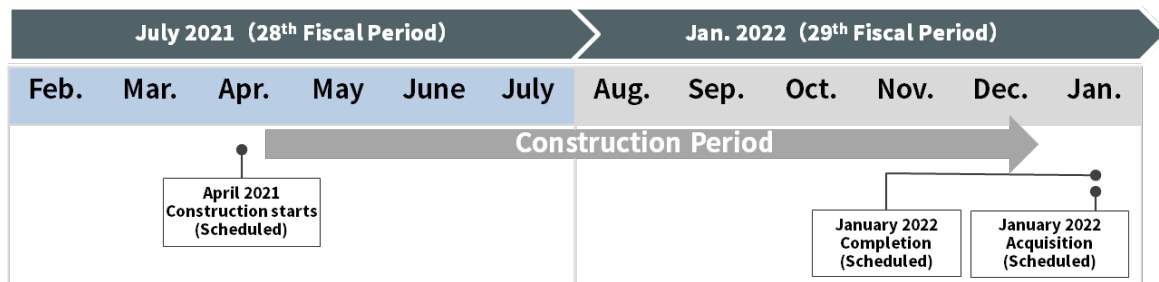 July 2021（28th Fiscal Period）
Jan. 2022（29th Fiscal Period）
Feb. Mar. Apr. May June July Aug. Sep. Oct. Nov. Dec. Jan.
Construction Period
April 2021
Construction starts
(Scheduled)
January 2022
Completion
(Scheduled)
January 2022
Acquisition
(Scheduled)